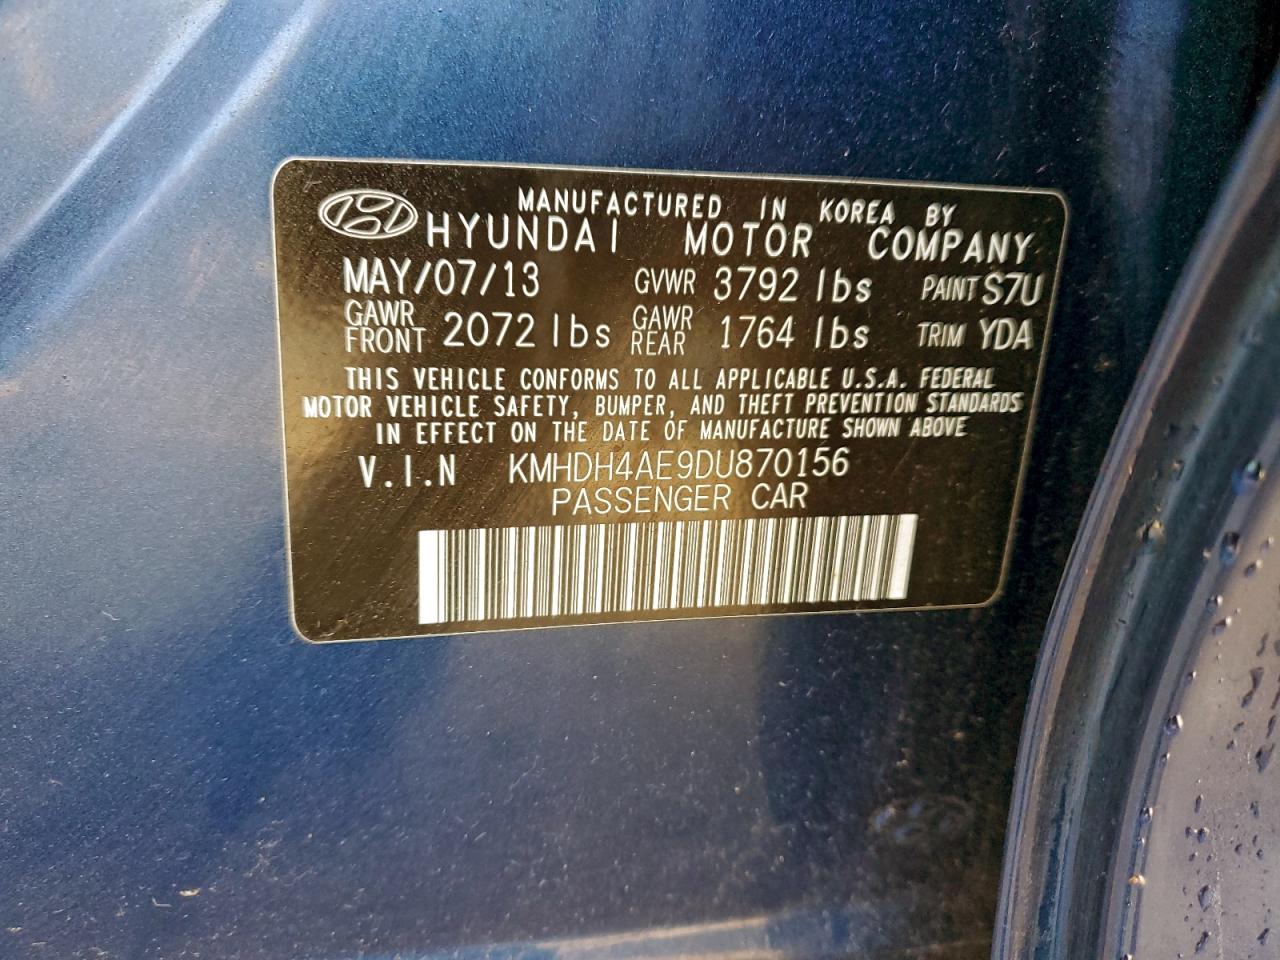 MANUFACTURED IN KOREA BY
HYUNDAI MOTOR COMPANY
MAY/07/13 GVWR 3792 lbs PAINT S7U
GAWR FRONT 2072 lbs GAWR REAR 1764 lbs TRIM YDA
THIS VEHICLE CONFORMS TO ALL APPLICABLE U.S.A. FEDERAL
MOTOR VEHICLE SAFETY, BUMPER, AND THEFT PREVENTION STANDARDS
IN EFFECT ON THE DATE OF MANUFACTURE SHOWN ABOVE
V.I.N KMHDH4AE9DU870156
PASSENGER CAR